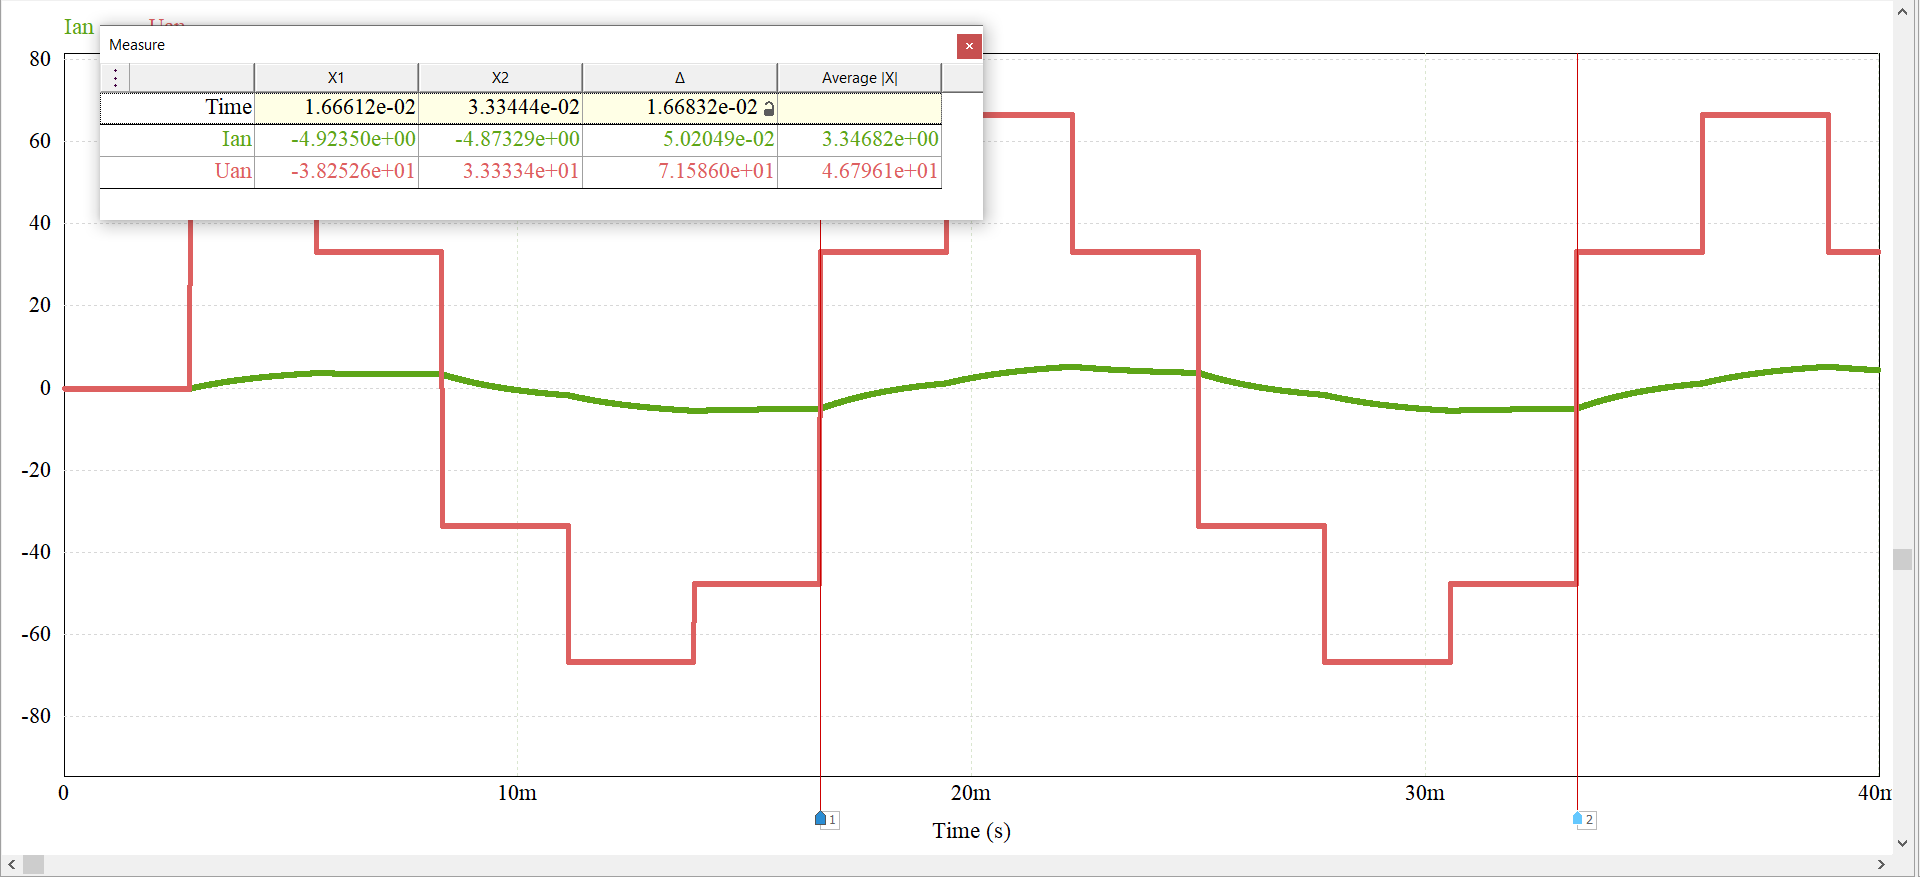 Ian Uan
Measure
X1 X2 Δ Average |X|
Time 1.66612e-02 3.33444e-02 1.66832e-02
Ian -4.92350e+00 -4.87329e+00 5.02049e-02 3.34682e+00
Uan -3.82526e+01 3.33334e+01 7.15860e+01 4.67961e+01
80
60
40
20
0
-20
-40
-60
-80
0 10m 20m 30m 40m
1 2
Time (s)